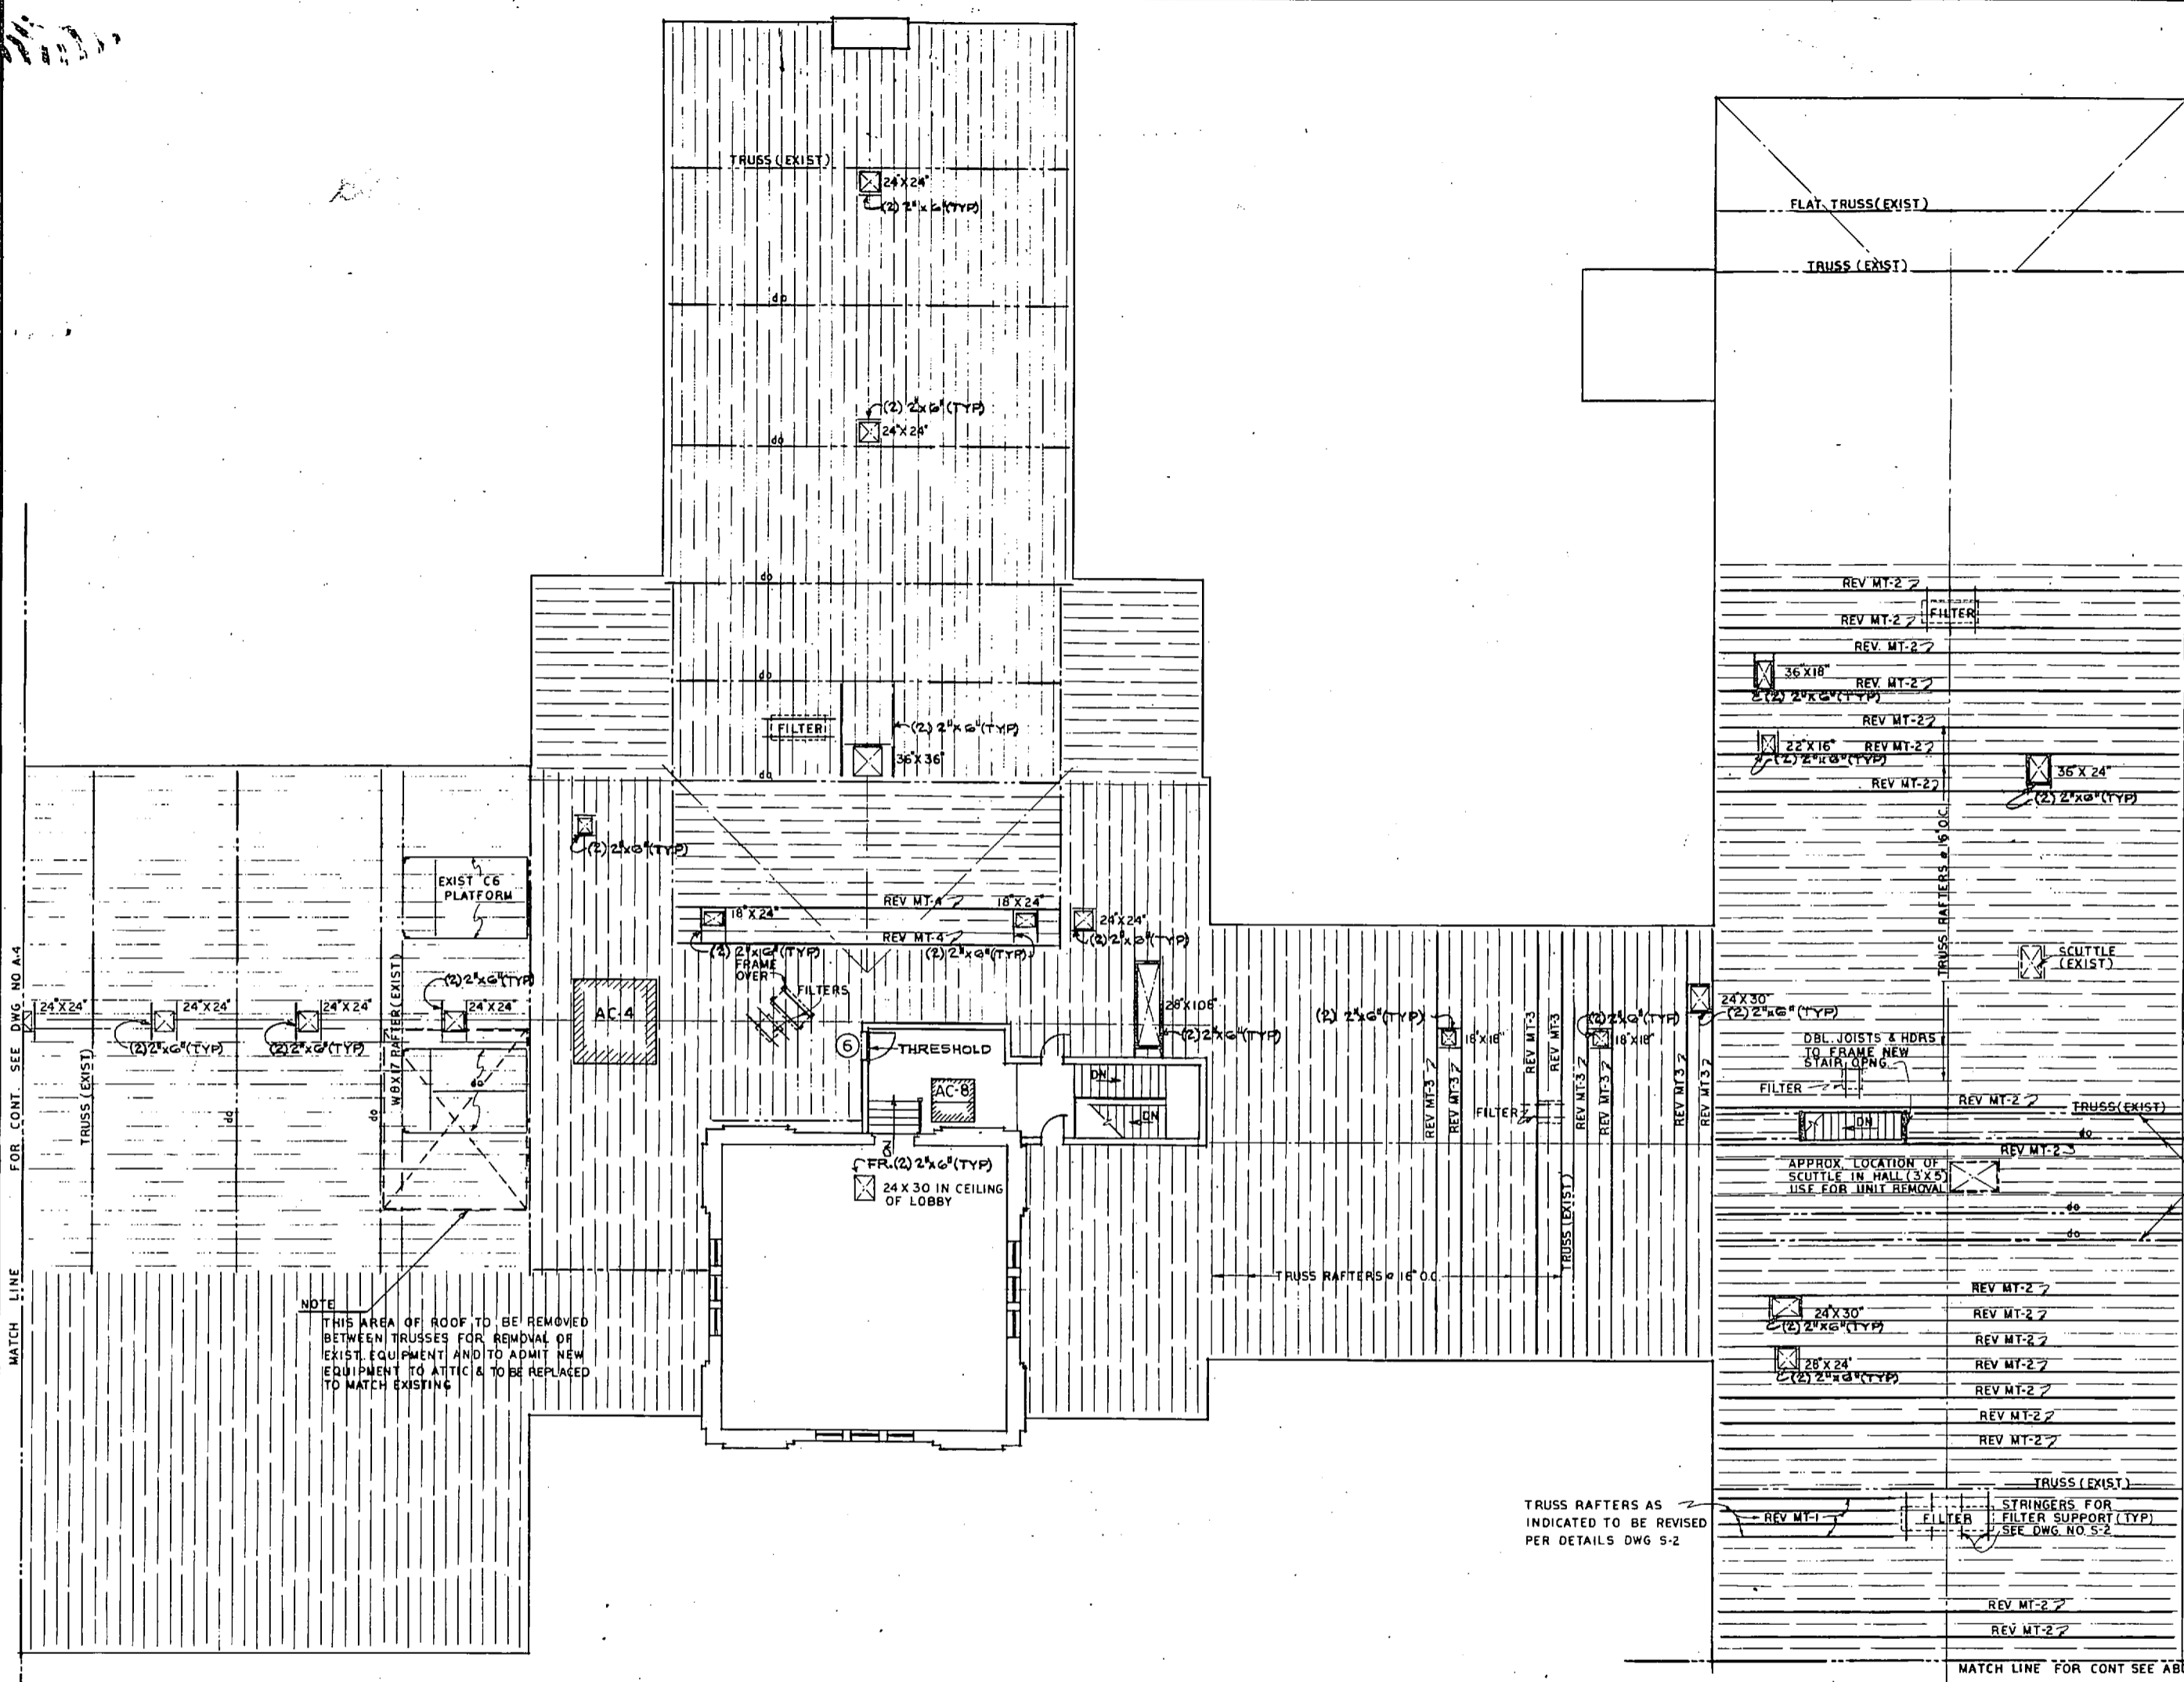 TRUSS (EXIST)
24"X24"
(2) 2"x6"(TYP)
do
(2) 2"x6"(TYP)
24"X24"
do
do
do
FILTER
(2) 2"x6"(TYP)
36"X36"
do
FLAT TRUSS (EXIST)
TRUSS (EXIST)
REV MT-2
FILTER
REV MT-2
REV. MT-2
36"X18"
REV. MT-2
(2) 2"x6"(TYP)
REV MT-2
22"X16"
REV MT-2
(2) 2"x6"(TYP)
REV MT-2
36"X24"
(2) 2"x6"(TYP)
TRUSS RAFTERS @ 16" O.C.
SCUTTLE
(EXIST)
(2) 2"x6"(TYP)
EXIST C6
PLATFORM
REV MT-4
18"X24"
18"X24"
24"X24"
REV MT-4
(2) 2"x6"(TYP)
(2) 2"x6"(TYP)
(2) 2"x6"(TYP)
FRAME
OVER
FILTERS
MATCH LINE FOR CONT. SEE DWG NO A-4
24"X24"
24"X24"
24"X24"
(2) 2"x6"(TYP)
24"X24"
(2) 2"x6"(TYP)
(2) 2"x6"(TYP)
TRUSS (EXIST)
do
do
W8X17 RAFTER (EXIST)
do
AC-4
28"X108"
(2) 2"x6"(TYP)
6
THRESHOLD
AC-8
DN
DN
FR. (2) 2"x6"(TYP)
24 X 30 IN CEILING
OF LOBBY
(2) 2"x6"(TYP)
18"X18"
(2) 2"x6"(TYP)
18"X18"
24"X30"
(2) 2"x6"(TYP)
REV MT-3
REV MT-3
REV MT-3
REV MT-3
REV MT-3
REV MT-3
REV MT-3
REV MT-3
FILTER
TRUSS (EXIST)
TRUSS RAFTERS @ 16" O.C.
DBL. JOISTS & HDRS
TO FRAME NEW
STAIR OPNG.
FILTER
REV MT-2
TRUSS (EXIST)
DN
do
REV MT-2
APPROX. LOCATION OF
SCUTTLE IN HALL (3'X5')
USE FOR UNIT REMOVAL
do
do
REV MT-2
24"X30"
REV MT-2
(2) 2"x6"(TYP)
REV MT-2
28"X24"
REV MT-2
(2) 2"x6"(TYP)
REV MT-2
REV MT-2
REV MT-2
TRUSS (EXIST)
NOTE
THIS AREA OF ROOF TO BE REMOVED
BETWEEN TRUSSES FOR REMOVAL OF
EXIST. EQUIPMENT AND TO ADMIT NEW
EQUIPMENT TO ATTIC & TO BE REPLACED
TO MATCH EXISTING
TRUSS RAFTERS AS
INDICATED TO BE REVISED
PER DETAILS DWG S-2
REV MT-1
FILTER
STRINGERS FOR
FILTER SUPPORT (TYP)
SEE DWG. NO. S-2
REV MT-2
REV MT-2
MATCH LINE FOR CONT SEE